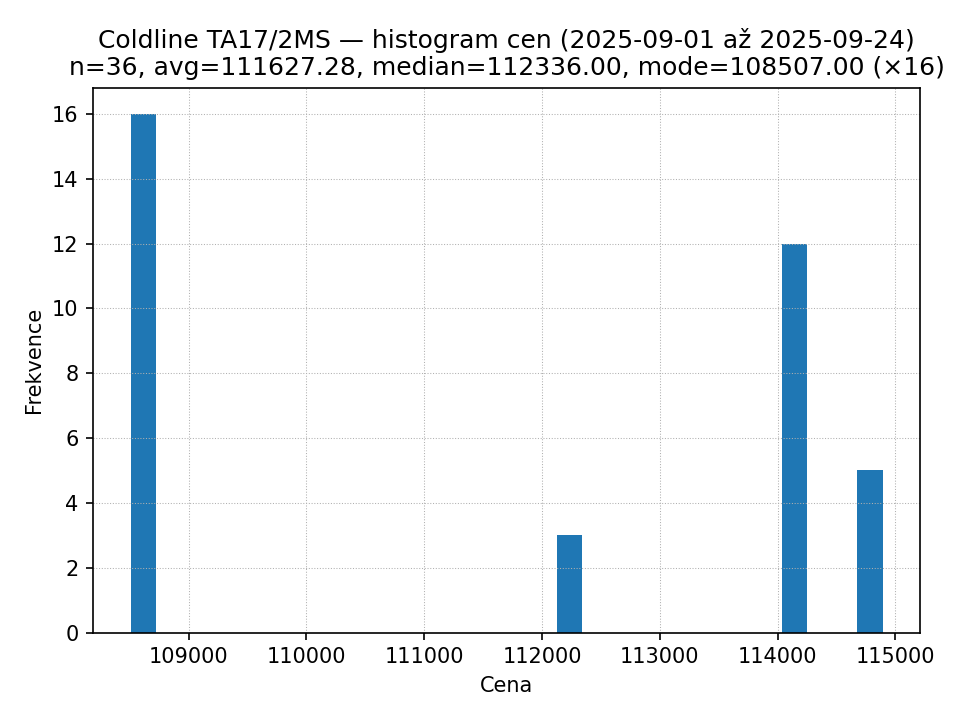 Coldline TA17/2MS — histogram cen (2025-09-01 až 2025-09-24)
n=36, avg=111627.28, median=112336.00, mode=108507.00 (×16)
Frekvence
16
14
12
10
8
6
4
2
0
109000 110000 111000 112000 113000 114000 115000
Cena